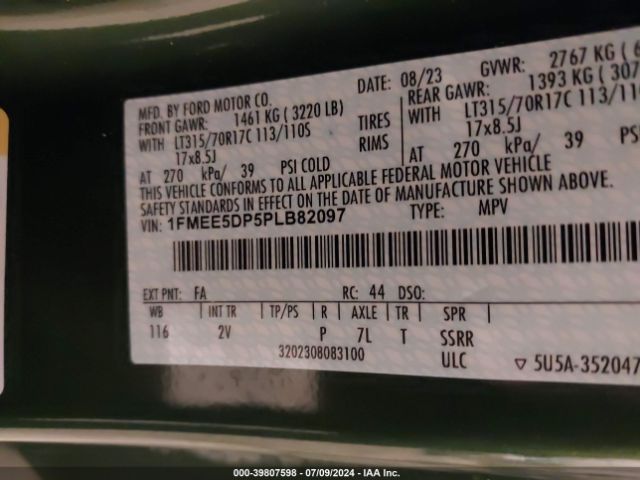 MFD. BY FORD MOTOR CO.
DATE: 08/23 GVWR: 2767 KG (
FRONT GAWR: 1461 KG ( 3220 LB)
REAR GAWR: 1393 KG ( 307
WITH LT315/70R17C 113/110S TIRES
WITH LT315/70R17C 113/110
17x8.5J RIMS 17x8.5J
AT 270 kPa/ 39 PSI COLD
AT 270 kPa/ 39 PS
THIS VEHICLE CONFORMS TO ALL APPLICABLE FEDERAL MOTOR VEHICLE
SAFETY STANDARDS IN EFFECT ON THE DATE OF MANUFACTURE SHOWN ABOVE.
VIN: 1FMEE5DP5PLB82097 TYPE: MPV
EXT PNT: FA RC: 44 DSO:
WB INT TR TP/PS R AXLE TR SPR
116 2V P 7L T SSRR
3202308083100 ULC ▽ 5U5A-352047
000-39807598 - 07/09/2024 - IAA Inc.